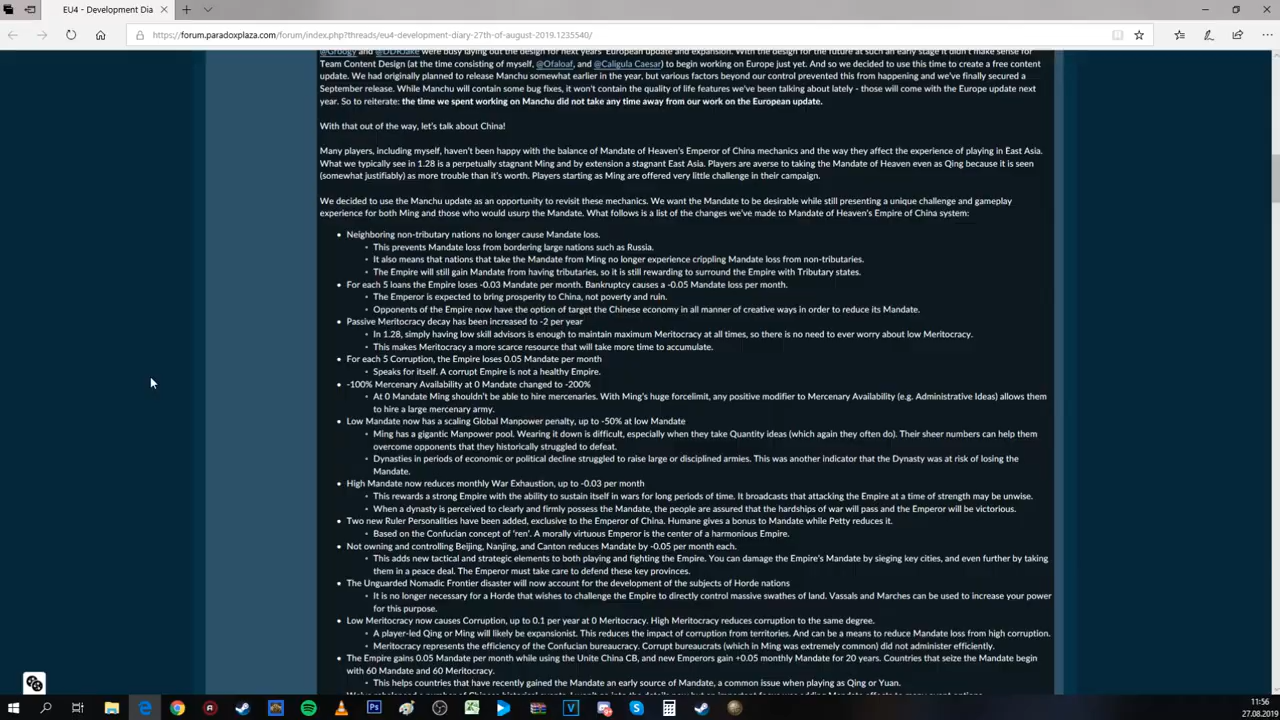 EU4 - Development Dia
https://forum.paradoxplaza.com/forum/index.php?threads/eu4-development-diary-27th-of-august-2019.1235540/
@Groogy and @DDRJake were busy laying out the design for next years' European update and expansion. With the design for the future at such an early stage it didn't make sense for
Team Content Design (at the time consisting of myself, @Ofaloaf, and @Caligula Caesar) to begin working on Europe just yet. And so we decided to use this time to create a free content
update. We had originally planned to release Manchu somewhat earlier in the year, but various factors beyond our control prevented this from happening and we've finally secured a
September release. While Manchu will contain some bug fixes, it won't contain the quality of life features we've been talking about lately - those will come with the Europe update next
year. So to reiterate: the time we spent working on Manchu did not take any time away from our work on the European update.
With that out of the way, let's talk about China!
Many players, including myself, haven't been happy with the balance of Mandate of Heaven's Emperor of China mechanics and the way they affect the experience of playing in East Asia.
What we typically see in 1.28 is a perpetually stagnant Ming and by extension a stagnant East Asia. Players are averse to taking the Mandate of Heaven even as Qing because it is seen
(somewhat justifiably) as more trouble than it's worth. Players starting as Ming are offered very little challenge in their campaign.
We decided to use the Manchu update as an opportunity to revisit these mechanics. We want the Mandate to be desirable while still presenting a unique challenge and gameplay
experience for both Ming and those who would usurp the Mandate. What follows is a list of the changes we've made to Mandate of Heaven's Empire of China system:
• Neighboring non-tributary nations no longer cause Mandate loss.
• This prevents Mandate loss from bordering large nations such as Russia.
• It also means that nations that take the Mandate from Ming no longer experience crippling Mandate loss from non-tributaries.
• The Empire will still gain Mandate from having tributaries, so it is still rewarding to surround the Empire with Tributary states.
• For each 5 loans the Empire loses -0.03 Mandate per month. Bankruptcy causes a -0.05 Mandate loss per month.
• The Emperor is expected to bring prosperity to China, not poverty and ruin.
• Opponents of the Empire now have the option of target the Chinese economy in all manner of creative ways in order to reduce its Mandate.
• Passive Meritocracy decay has been increased to -2 per year
• In 1.28, simply having low skill advisors is enough to maintain maximum Meritocracy at all times, so there is no need to ever worry about low Meritocracy.
• This makes Meritocracy a more scarce resource that will take more time to accumulate.
• For each 5 Corruption, the Empire loses 0.05 Mandate per month
• Speaks for itself. A corrupt Empire is not a healthy Empire.
• -100% Mercenary Availability at 0 Mandate changed to -200%
• At 0 Mandate Ming shouldn't be able to hire mercenaries. With Ming's huge forcelimit, any positive modifier to Mercenary Availability (e.g. Administrative Ideas) allows them
to hire a large mercenary army.
• Low Mandate now has a scaling Global Manpower penalty, up to -50% at low Mandate
• Ming has a gigantic Manpower pool. Wearing it down is difficult, especially when they take Quantity ideas (which again they often do). Their sheer numbers can help them
overcome opponents that they historically struggled to defeat.
• Dynasties in periods of economic or political decline struggled to raise large or disciplined armies. This was another indicator that the Dynasty was at risk of losing the
Mandate.
• High Mandate now reduces monthly War Exhaustion, up to -0.03 per month
• This rewards a strong Empire with the ability to sustain itself in wars for long periods of time. It broadcasts that attacking the Empire at a time of strength may be unwise.
• When a dynasty is perceived to clearly and firmly possess the Mandate, the people are assured that the hardships of war will pass and the Emperor will be victorious.
• Two new Ruler Personalities have been added, exclusive to the Emperor of China. Humane gives a bonus to Mandate while Petty reduces it.
• Based on the Confucian concept of 'ren'. A morally virtuous Emperor is the center of a harmonious Empire.
• Not owning and controlling Beijing, Nanjing, and Canton reduces Mandate by -0.05 per month each.
• This adds new tactical and strategic elements to both playing and fighting the Empire. You can damage the Empire's Mandate by sieging key cities, and even further by taking
them in a peace deal. The Emperor must take care to defend these key provinces.
• The Unguarded Nomadic Frontier disaster will now account for the development of the subjects of Horde nations
• It is no longer necessary for a Horde that wishes to challenge the Empire to directly control massive swathes of land. Vassals and Marches can be used to increase your power
for this purpose.
• Low Meritocracy now causes Corruption, up to 0.1 per year at 0 Meritocracy. High Meritocracy reduces corruption to the same degree.
• A player-led Qing or Ming will likely be expansionist. This reduces the impact of corruption from territories. And can be a means to reduce Mandate loss from high corruption.
• Meritocracy represents the efficiency of the Confucian bureaucracy. Corrupt bureaucrats (which in Ming was extremely common) did not administer efficiently.
• The Empire gains 0.05 Mandate per month while using the Unite China CB, and new Emperors gain +0.05 monthly Mandate for 20 years. Countries that seize the Mandate begin
with 60 Mandate and 60 Meritocracy.
• This helps countries that have recently gained the Mandate an early source of Mandate, a common issue when playing as Qing or Yuan.
11:56
27.08.2019